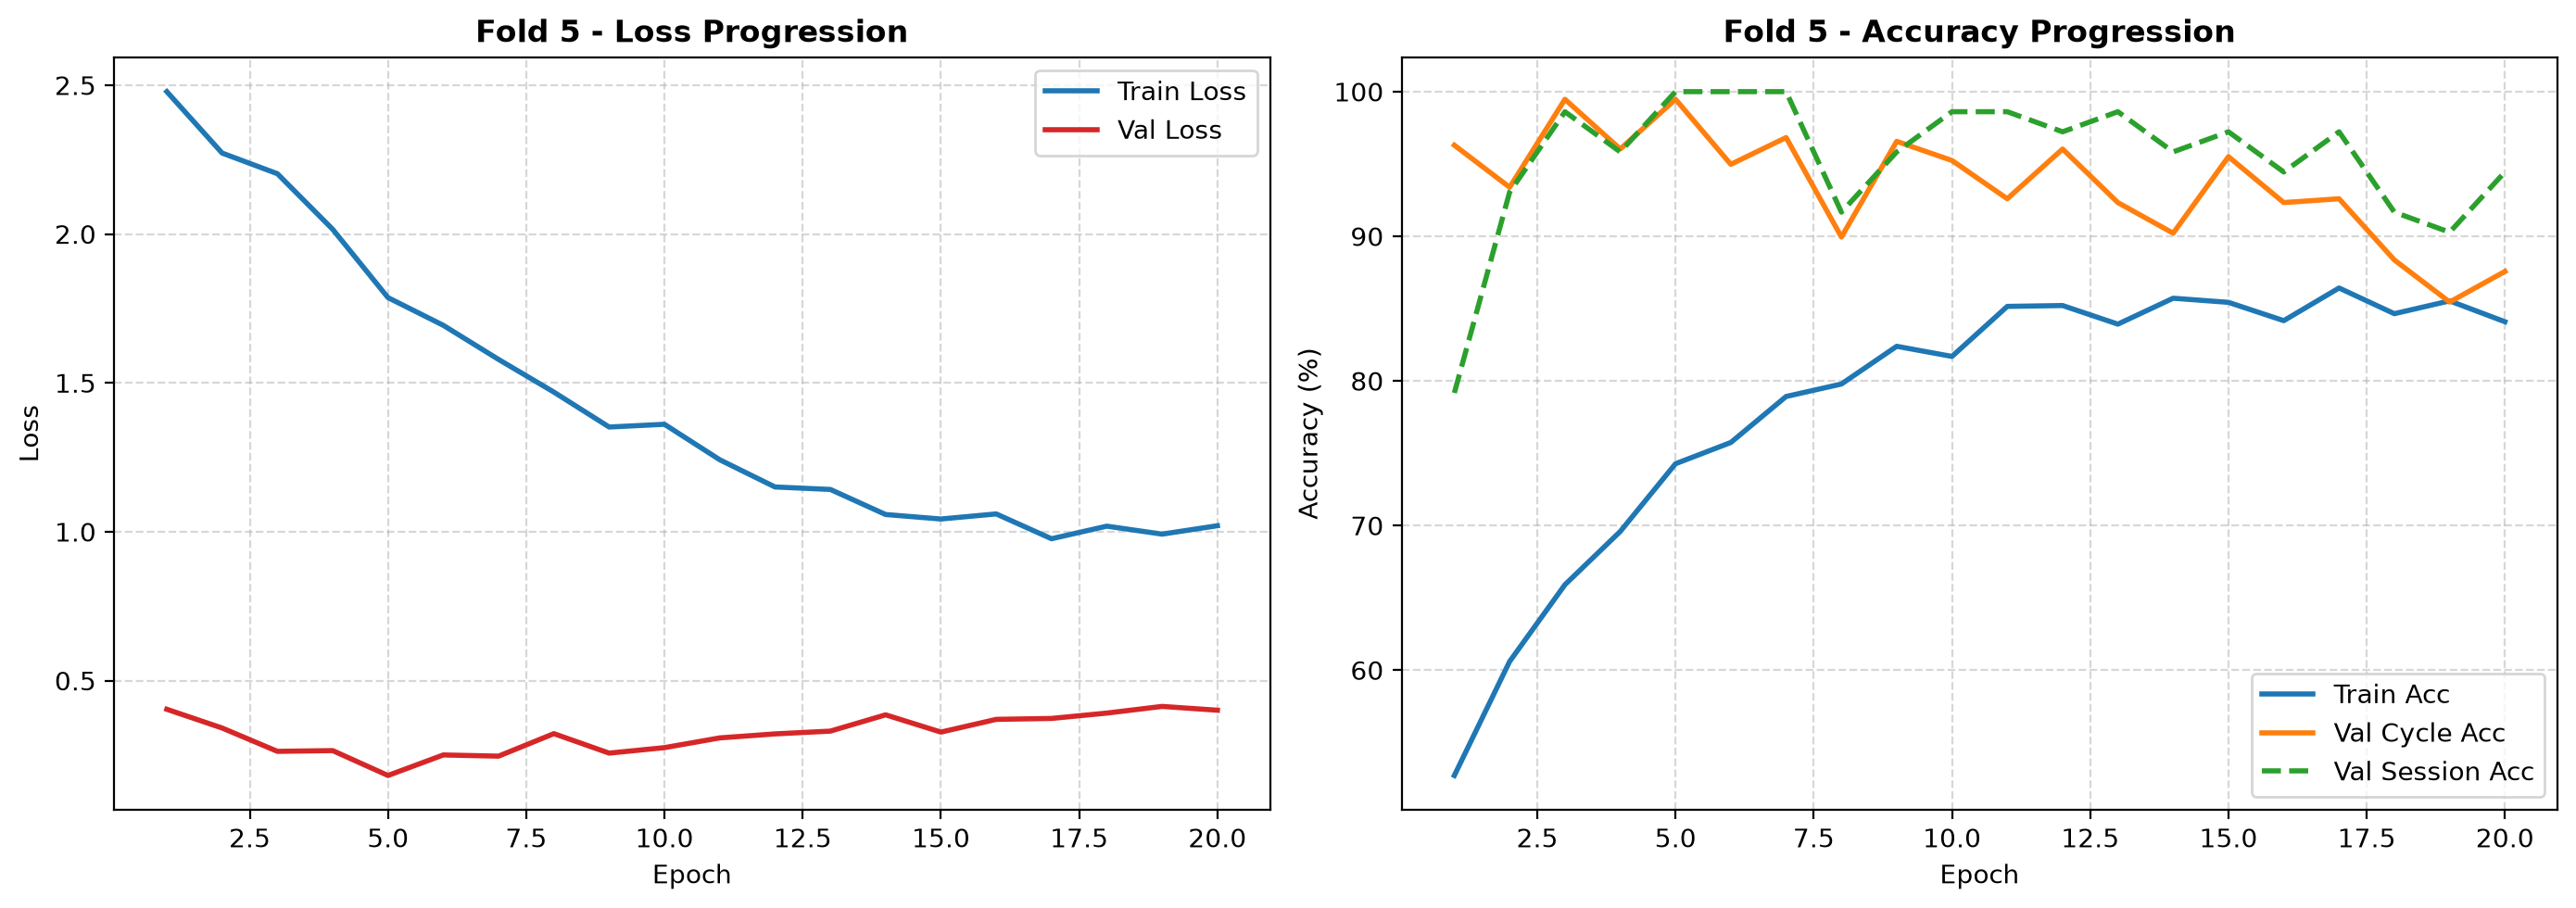 Fold 5 - Loss Progression
2.5
2.0
1.5
1.0
0.5
Loss
2.5 5.0 7.5 10.0 12.5 15.0 17.5 20.0
Epoch
Train Loss
Val Loss
Fold 5 - Accuracy Progression
100
90
80
70
60
Accuracy (%)
2.5 5.0 7.5 10.0 12.5 15.0 17.5 20.0
Epoch
Train Acc
Val Cycle Acc
Val Session Acc